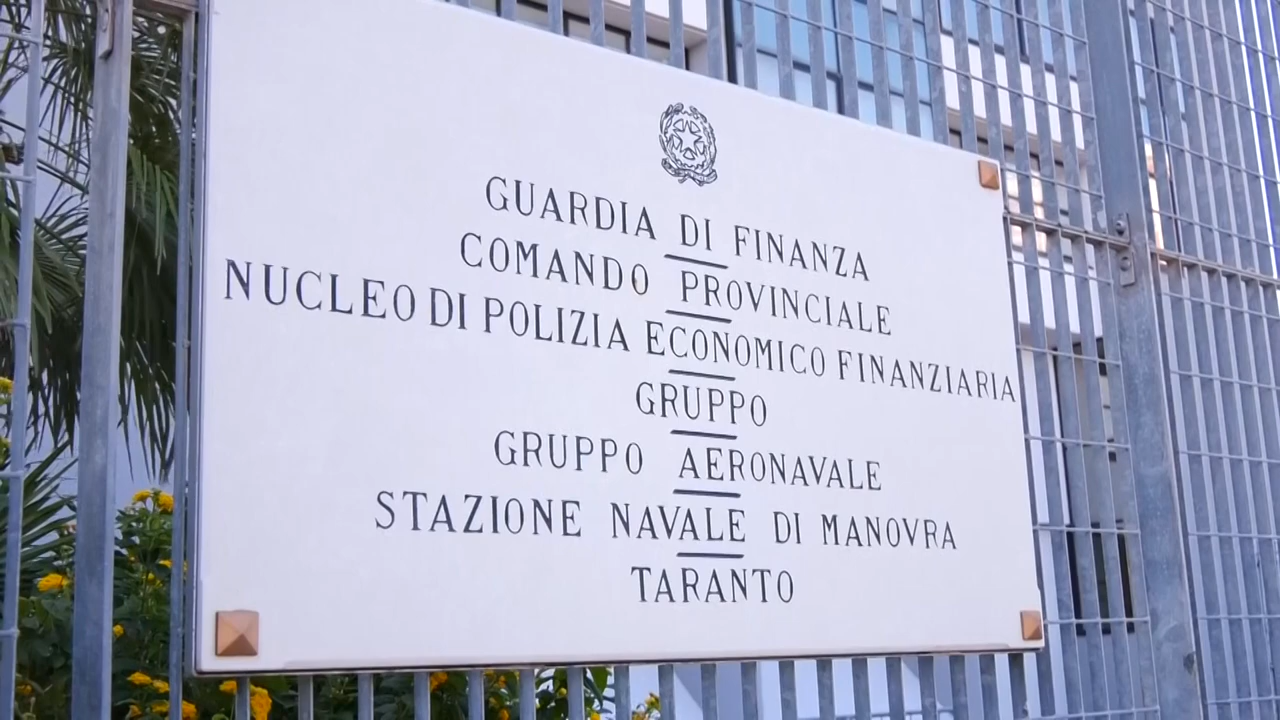 GUARDIA DI FINANZA
COMANDO PROVINCIALE
NUCLEO DI POLIZIA ECONOMICO FINANZIARIA
GRUPPO
GRUPPO AERONAVALE
STAZIONE NAVALE DI MANOVRA
TARANTO